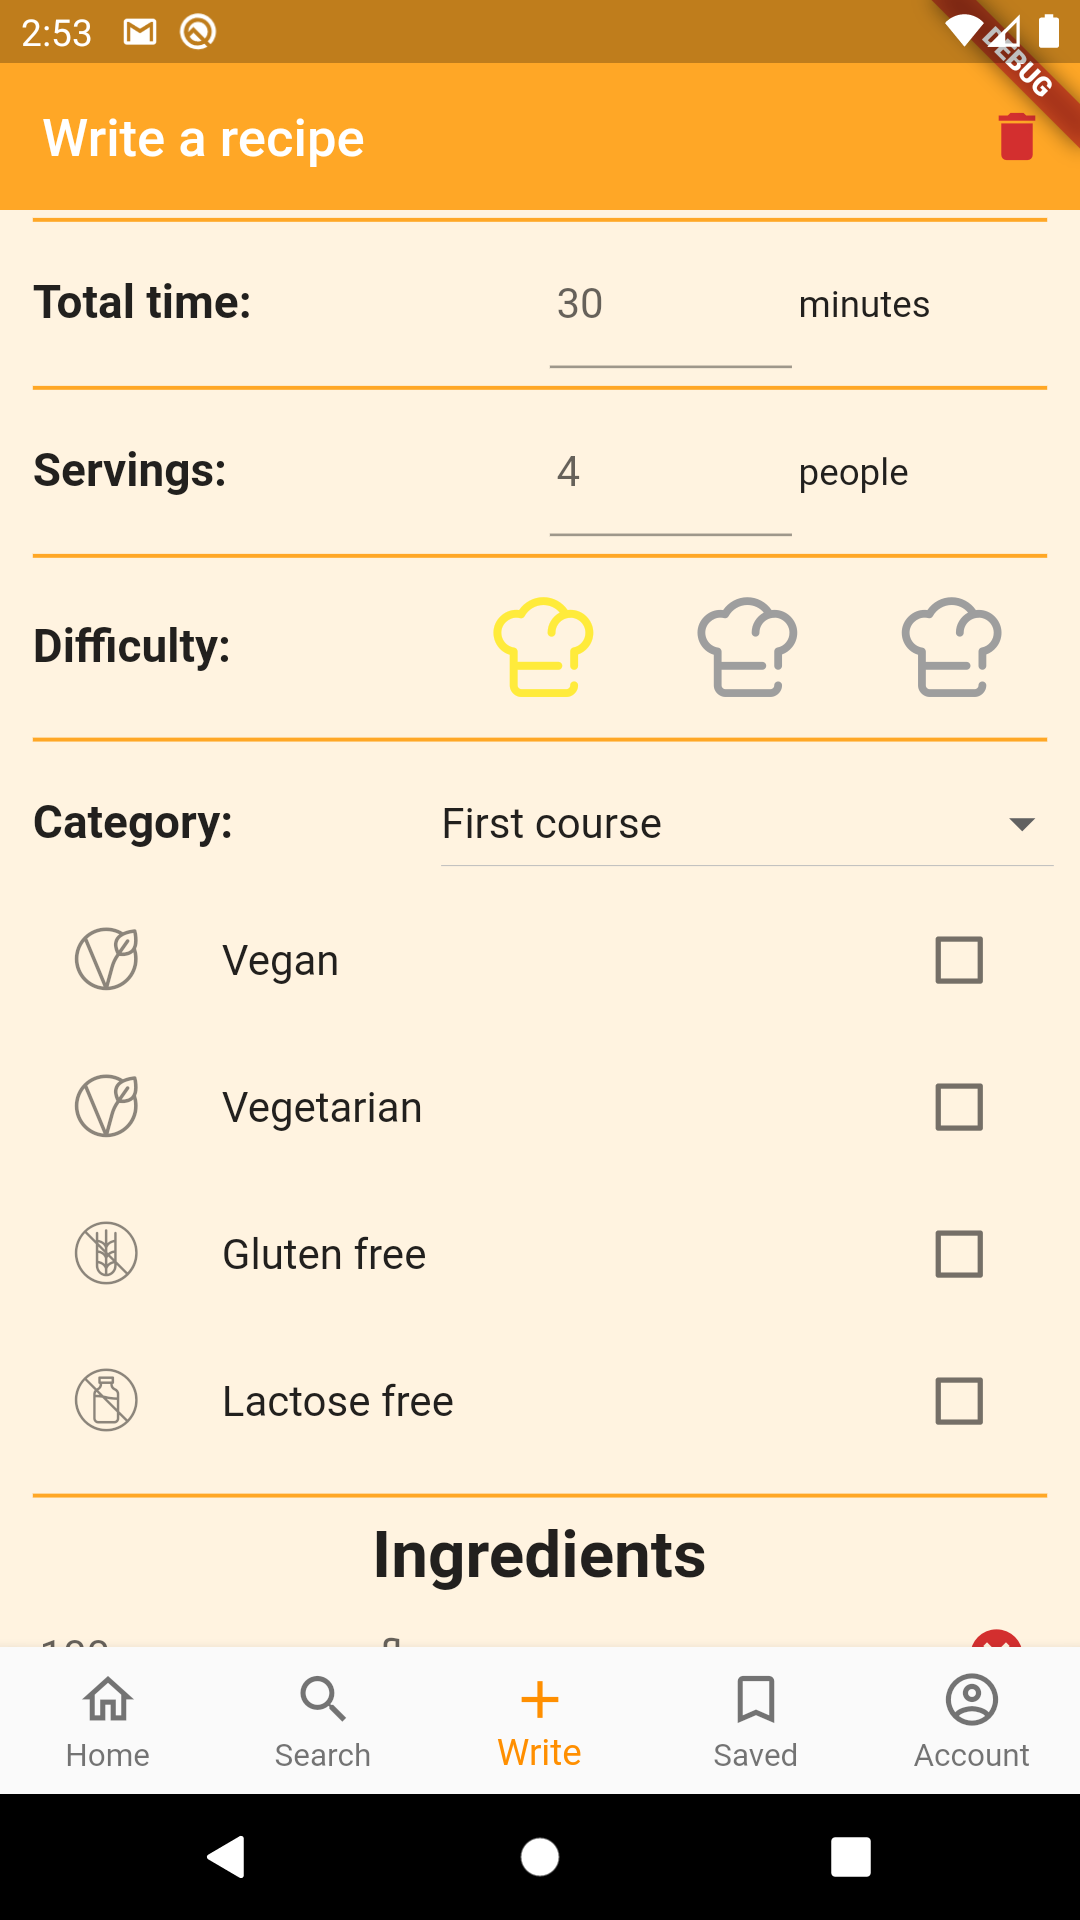 2:53
DEBUG
Write a recipe
Total time: 30 minutes
Servings: 4 people
Difficulty:
Category: First course
Vegan
Vegetarian
Gluten free
Lactose free
Ingredients
Home Search Write Saved Account